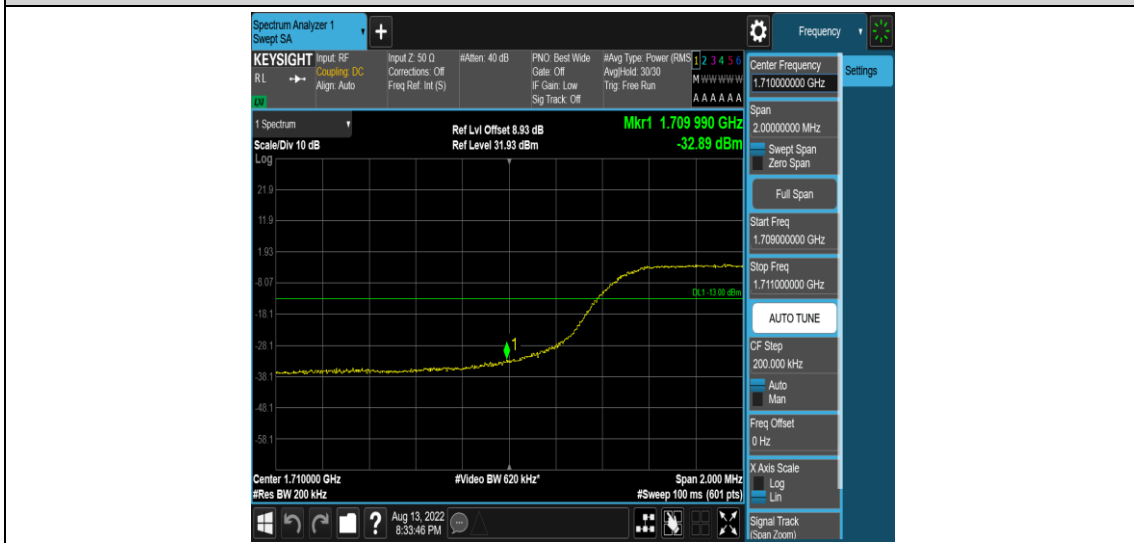 Spectrum Analyzer 1
Swept SA
+
Frequency
KEYSIGHT
RL
LXI
Input: RF
Coupling: DC
Align: Auto
Input Z: 50 Ω
Corrections: Off
Freq Ref: Int (S)
#Atten: 40 dB
PNO: Best Wide
Gate: Off
IF Gain: Low
Sig Track: Off
#Avg Type: Power (RMS
Avg|Hold: 30/30
Trig: Free Run
1 2 3 4 5 6
M W W W W W
A A A A A A
1 Spectrum
Scale/Div 10 dB
Ref Lvl Offset 8.93 dB
Ref Level 31.93 dBm
Mkr1 1.709 990 GHz
-32.89 dBm
Log
21.9
11.9
1.93
-8.07
-18.1
-28.1
-38.1
-48.1
-58.1
DL1 -13.00 dBm
1
Center 1.710000 GHz
#Res BW 200 kHz
#Video BW 620 kHz*
Span 2.000 MHz
#Sweep 100 ms (601 pts)
Center Frequency
1.710000000 GHz
Settings
Span
2.00000000 MHz
Swept Span
Zero Span
Full Span
Start Freq
1.709000000 GHz
Stop Freq
1.711000000 GHz
AUTO TUNE
CF Step
200.000 kHz
Auto
Man
Freq Offset
0 Hz
X Axis Scale
Log
Lin
Signal Track
(Span Zoom)
?
Aug 13, 2022
8:33:46 PM